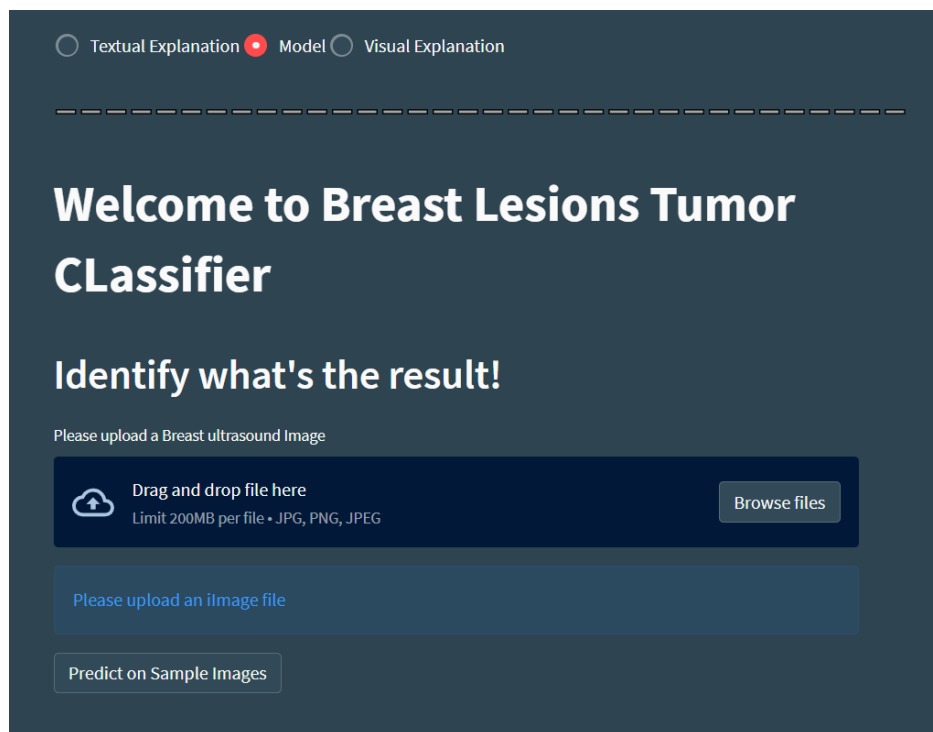 Textual Explanation Model Visual Explanation
Welcome to Breast Lesions Tumor
CLassifier
Identify what's the result!
Please upload a Breast ultrasound Image
Drag and drop file here
Limit 200MB per file • JPG, PNG, JPEG
Browse files
Please upload an iImage file
Predict on Sample Images